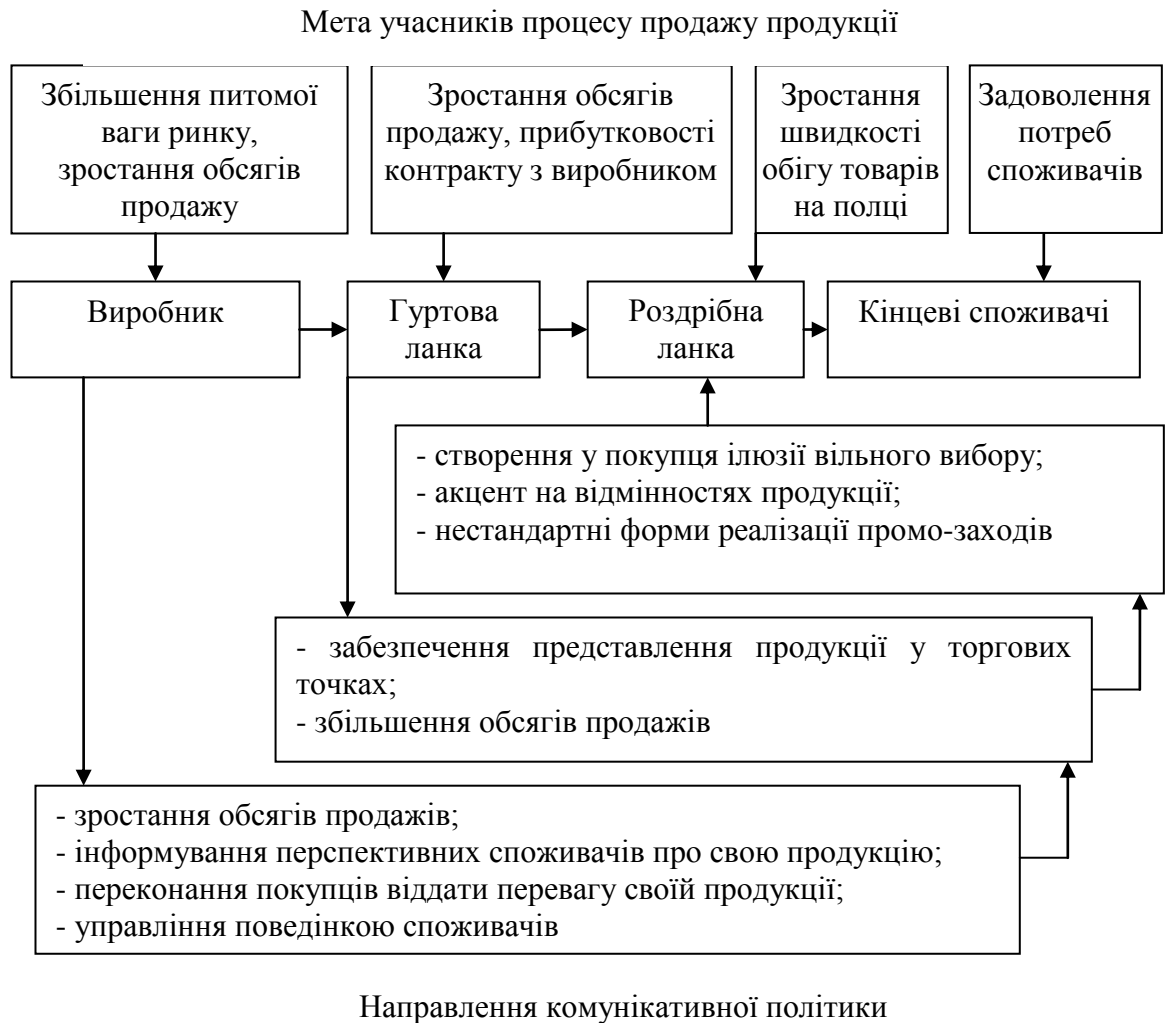 Мета учасників процесу продажу продукції
Збільшення питомої
ваги ринку,
зростання обсягів
продажу
Зростання обсягів
продажу, прибутковості
контракту з виробником
Зростання
швидкості
обігу товарів
на полці
Задоволення
потреб
споживачів
Виробник
Гуртова
ланка
Роздрібна
ланка
Кінцеві споживачі
- створення у покупця ілюзії вільного вибору;
- акцент на відмінностях продукції;
- нестандартні форми реалізації промо-заходів
- забезпечення представлення продукції у торгових
точках;
- збільшення обсягів продажів
- зростання обсягів продажів;
- інформування перспективних споживачів про свою продукцію;
- переконання покупців віддати перевагу своїй продукції;
- управління поведінкою споживачів
Направлення комунікативної політики